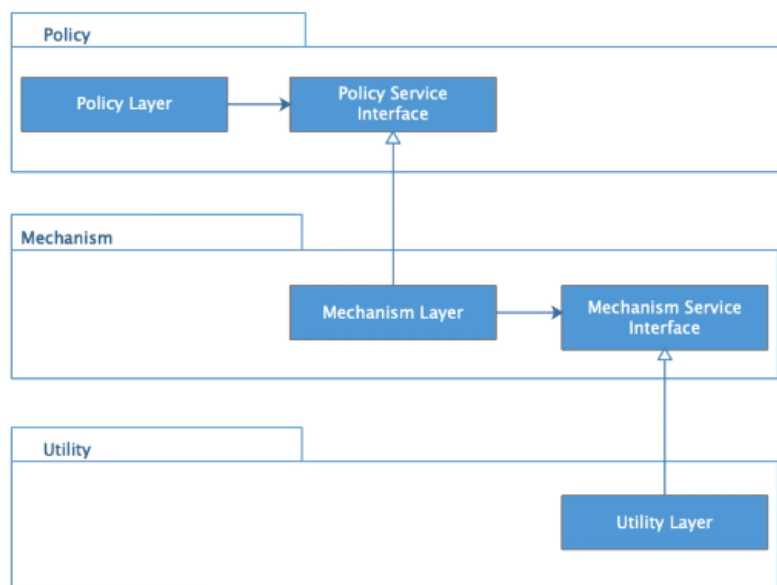 Policy
Policy Layer
Policy Service
Interface
Mechanism
Mechanism Layer
Mechanism Service
Interface
Utility
Utility Layer